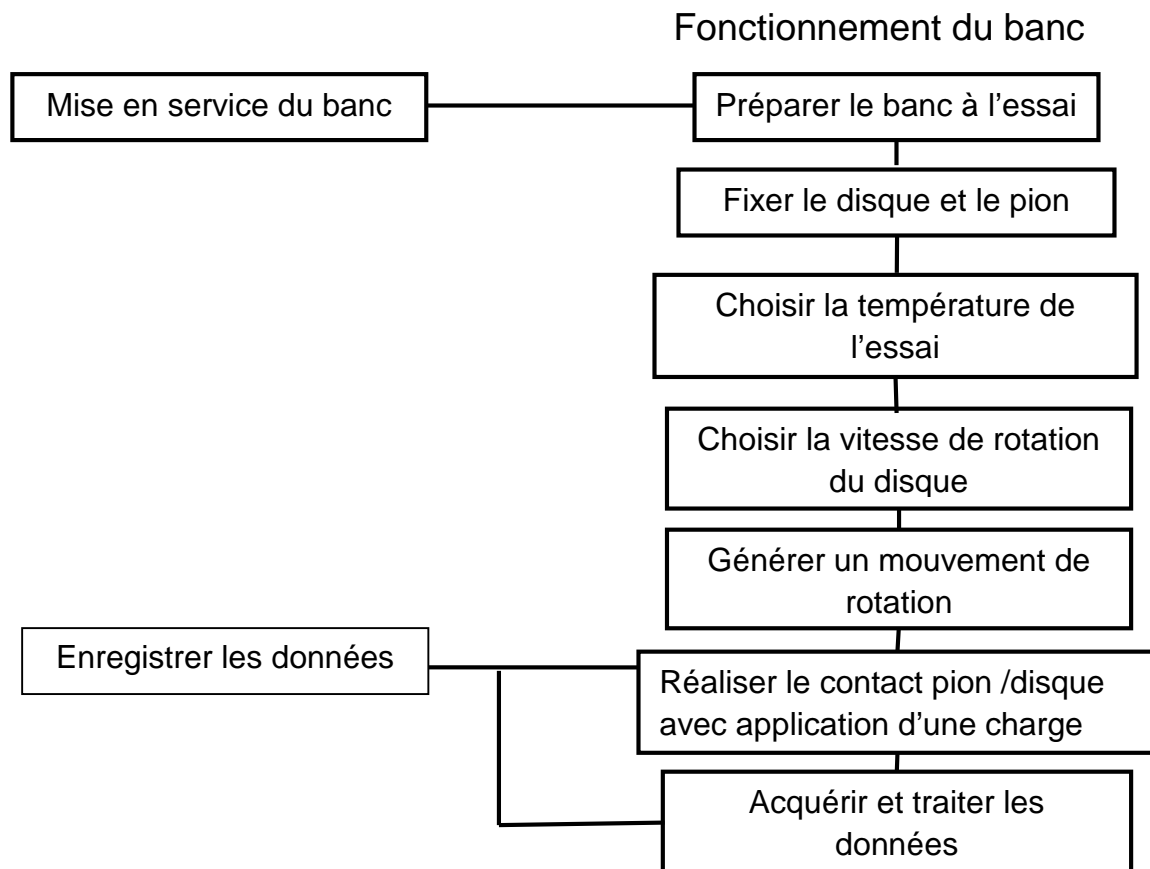 Fonctionnement du banc
Mise en service du banc
Préparer le banc à l’essai
Fixer le disque et le pion
Choisir la température de
l’essai
Choisir la vitesse de rotation
du disque
Générer un mouvement de
rotation
Enregistrer les données
Réaliser le contact pion /disque
avec application d’une charge
Acquérir et traiter les
données